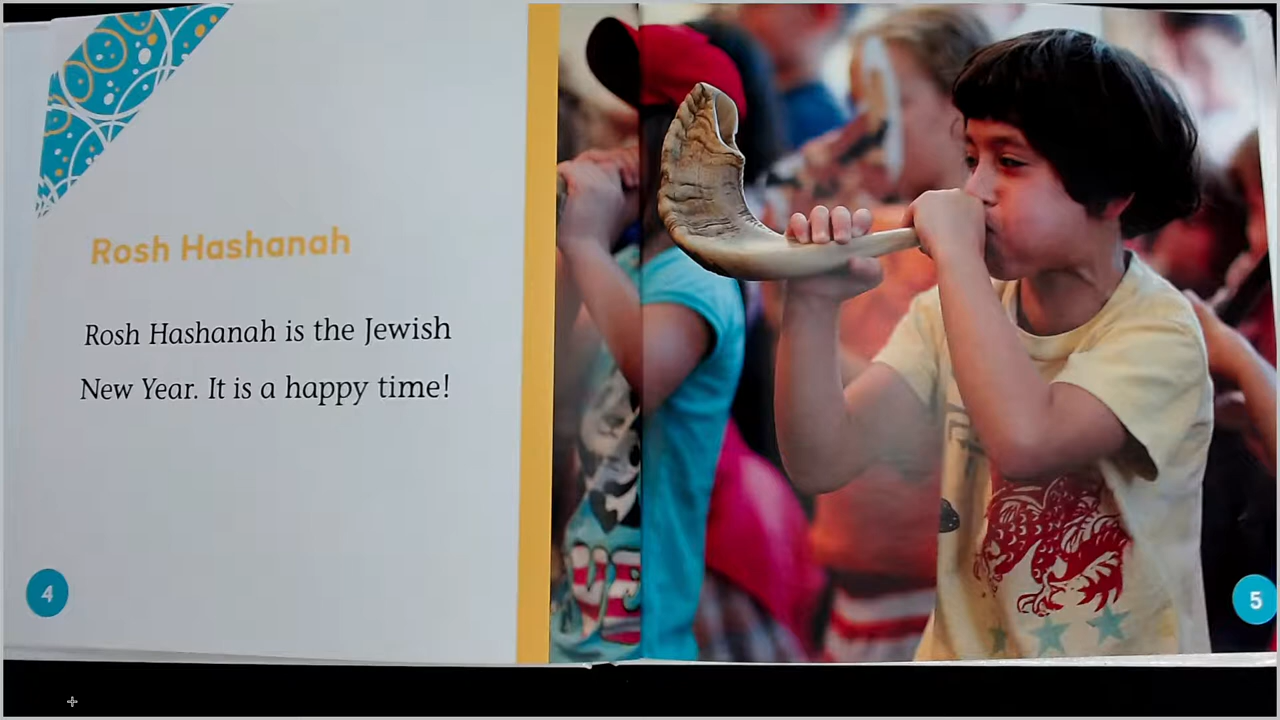 Rosh Hashanah
Rosh Hashanah is the Jewish
New Year. It is a happy time!
4
5